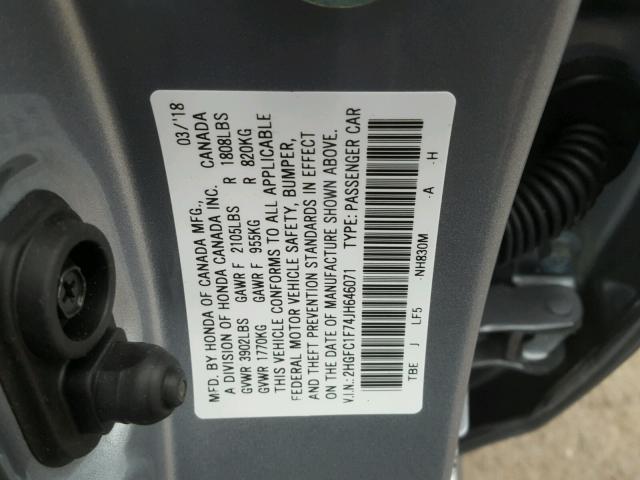 MFD. BY HONDA OF CANADA MFG., 03/'18
A DIVISION OF HONDA CANADA INC. CANADA
GVWR 3902LBS GAWR F 2105LBS R 1808LBS
GVWR 1770KG GAWR F 955KG R 820KG
THIS VEHICLE CONFORMS TO ALL APPLICABLE
FEDERAL MOTOR VEHICLE SAFETY, BUMPER,
AND THEFT PREVENTION STANDARDS IN EFFECT
ON THE DATE OF MANUFACTURE SHOWN ABOVE.
V.I.N.: 2HGFC1F74JH646071 TYPE: PASSENGER CAR
TBE J LF5 -NH830M -A -H